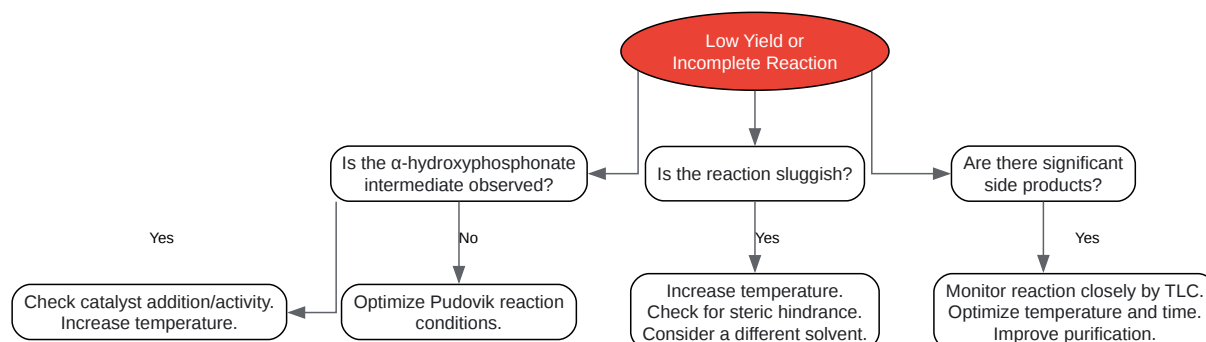 Low Yield or
Incomplete Reaction
Is the α-hydroxyphosphonate
intermediate observed?
Is the reaction sluggish?
Are there significant
side products?
Yes
No
Yes
Yes
Check catalyst addition/activity.
Increase temperature.
Optimize Pudovik reaction
conditions.
Increase temperature.
Check for steric hindrance.
Consider a different solvent.
Monitor reaction closely by TLC.
Optimize temperature and time.
Improve purification.